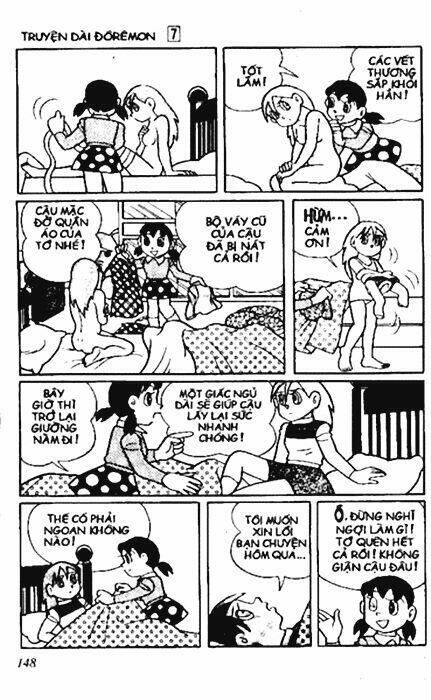 TRUYỆN DÀI ĐÔRÊMON 7
TỐT
LẮM!
CÁC VẾT
THƯƠNG
SẮP KHỎI
HẲN!
CẬU MẶC
ĐỠ QUẦN
ÁO CỦA
TỚ NHÉ!
BỘ VÁY CŨ
CỦA CẬU
ĐÃ BỊ NÁT
CẢ RỒI!
HÙM...
CẢM
ƠN!
BÂY
GIỜ THÌ
TRỞ LẠI
GIƯỜNG
NẰM ĐI!
MỘT GIẤC NGỦ
DÀI SẼ GIÚP CẬU
LẤY LẠI SỨC
NHANH
CHÓNG!
THẾ CÓ PHẢI
NGOAN KHÔNG
NÀO!
TÔI MUỐN
XIN LỖI
BẠN CHUYỆN
HÔM QUA...
Ồ, ĐỪNG NGHĨ
NGỢI LÀM GÌ!
TỚ QUÊN HẾT
CẢ RỒI! KHÔNG
GIẬN CẬU ĐÂU!
148